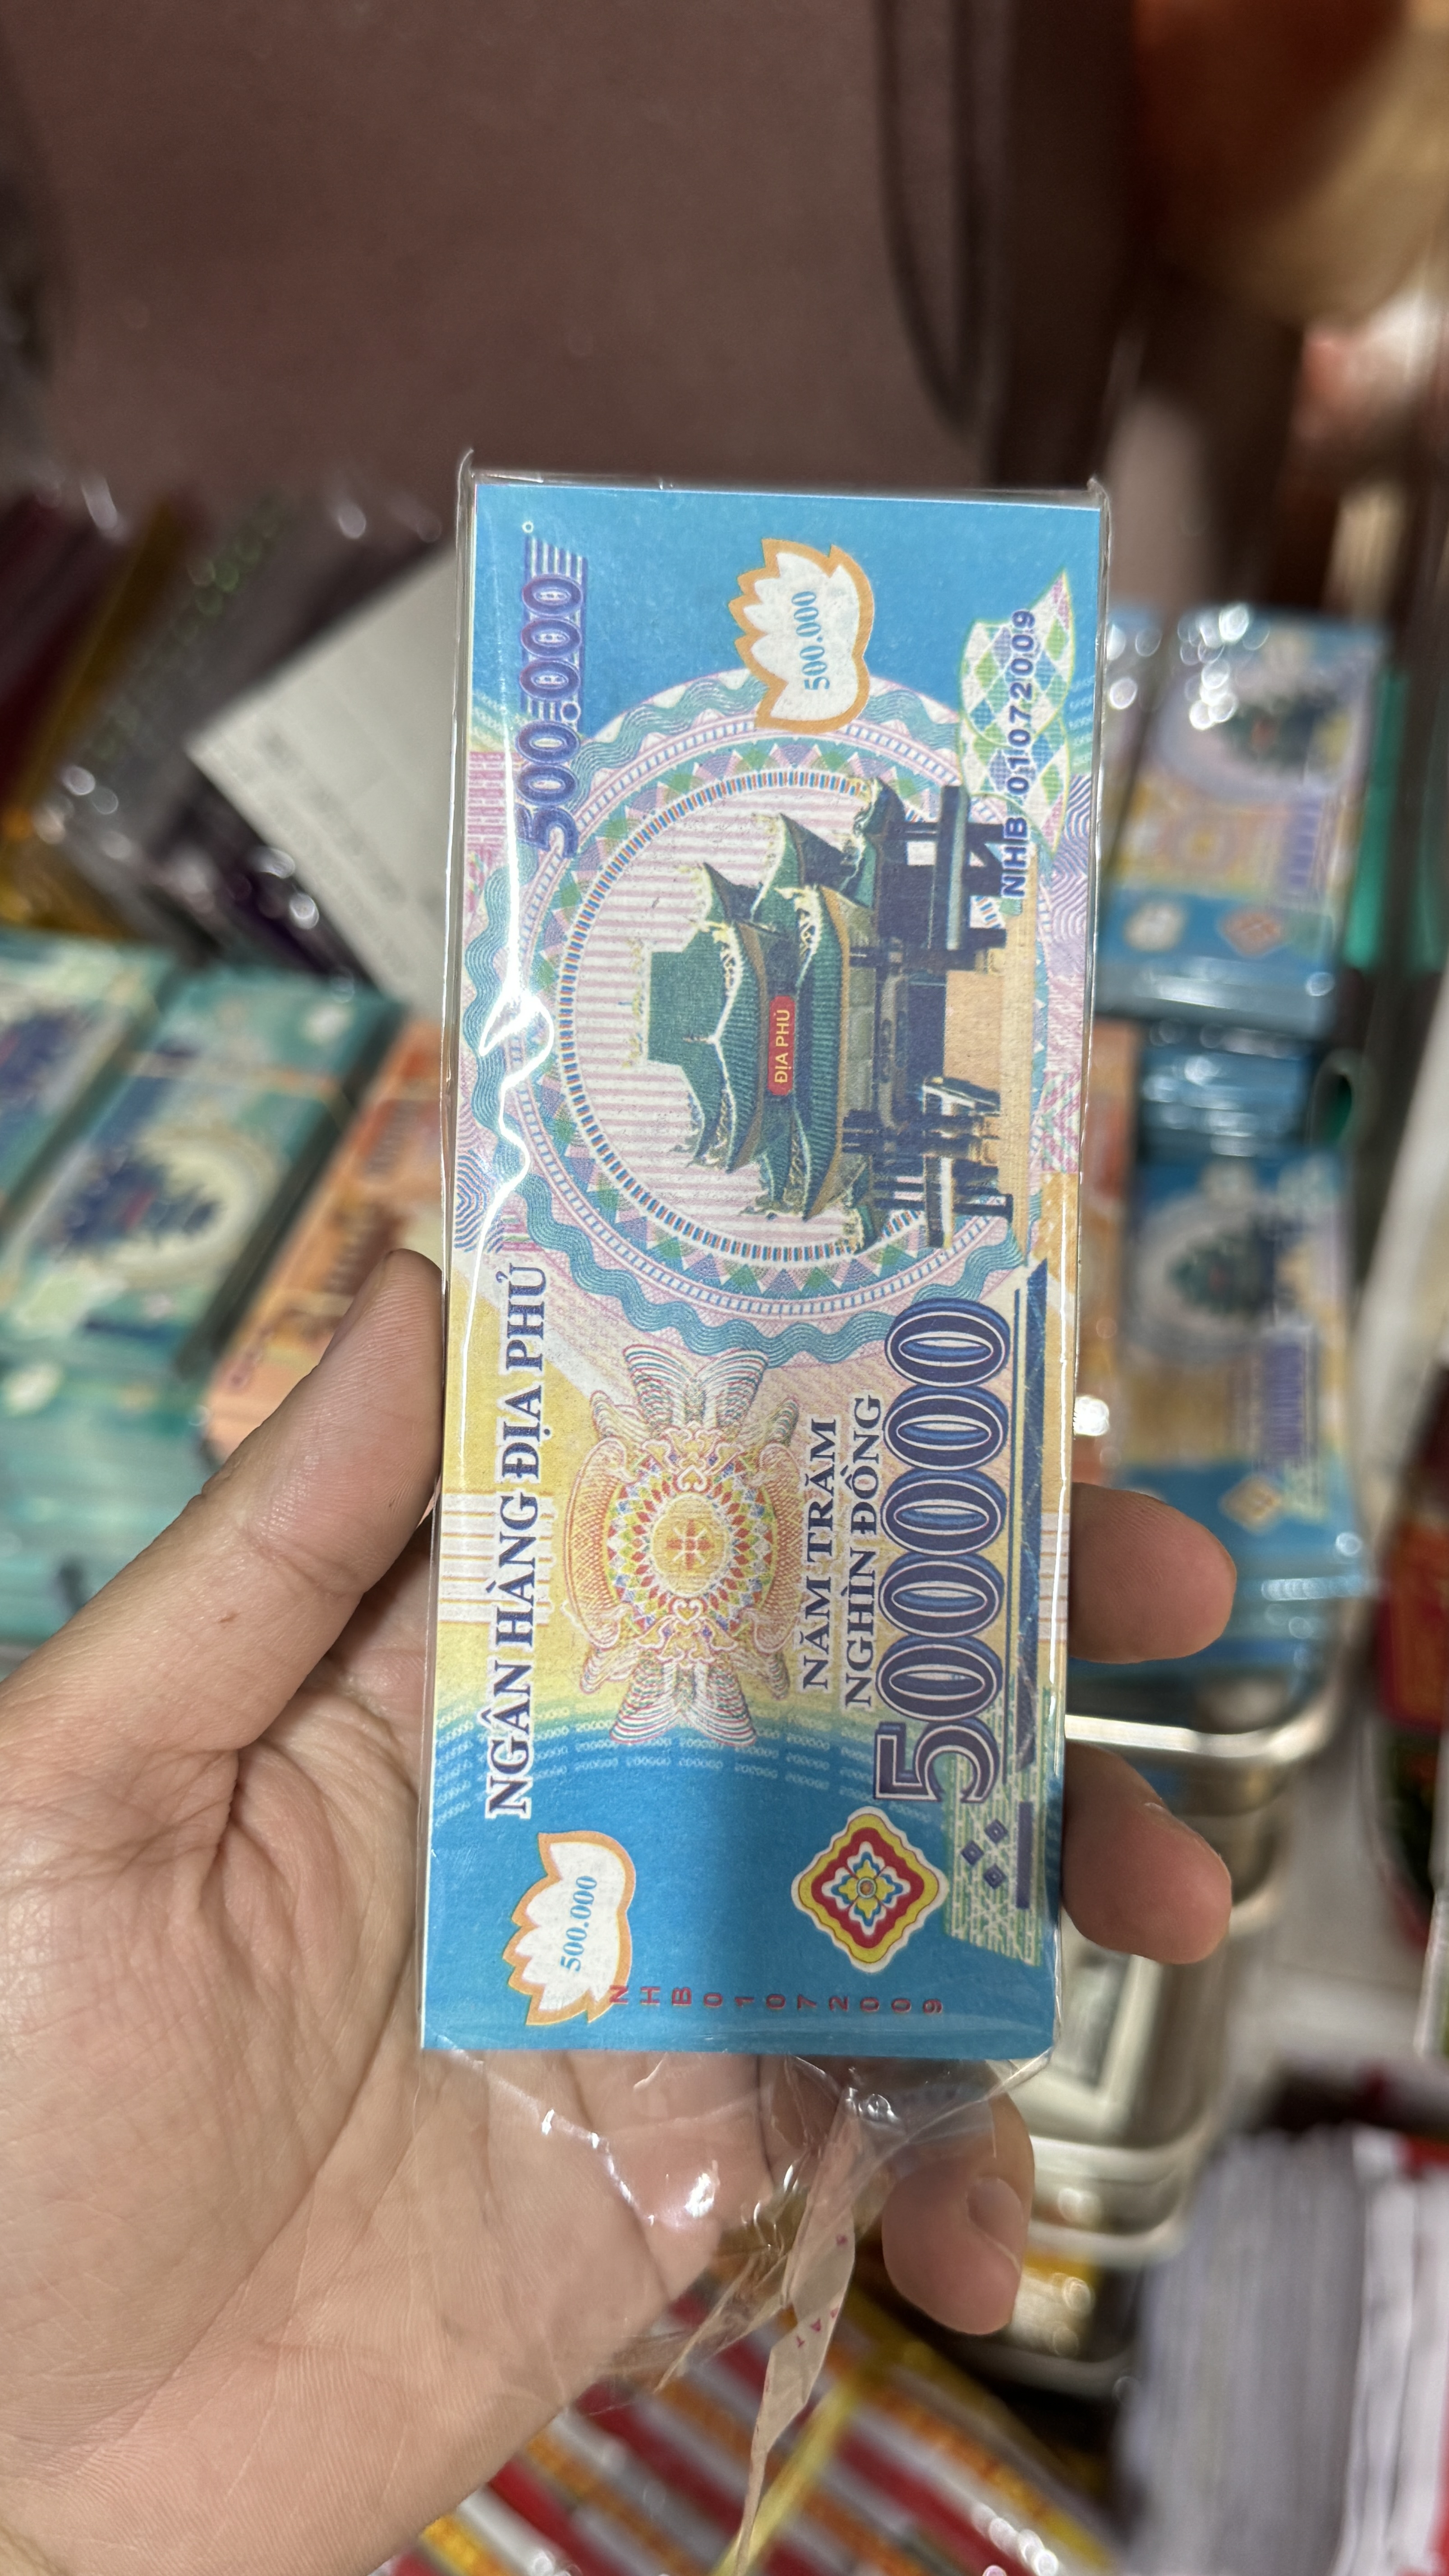 NGÂN HÀNG ĐỊA PHỦ
500.000
500.000
500.000
ĐỊA PHỦ
NĂM TRĂM
NGHÌN ĐỒNG
500000
NHB 01072009
NHB01072009